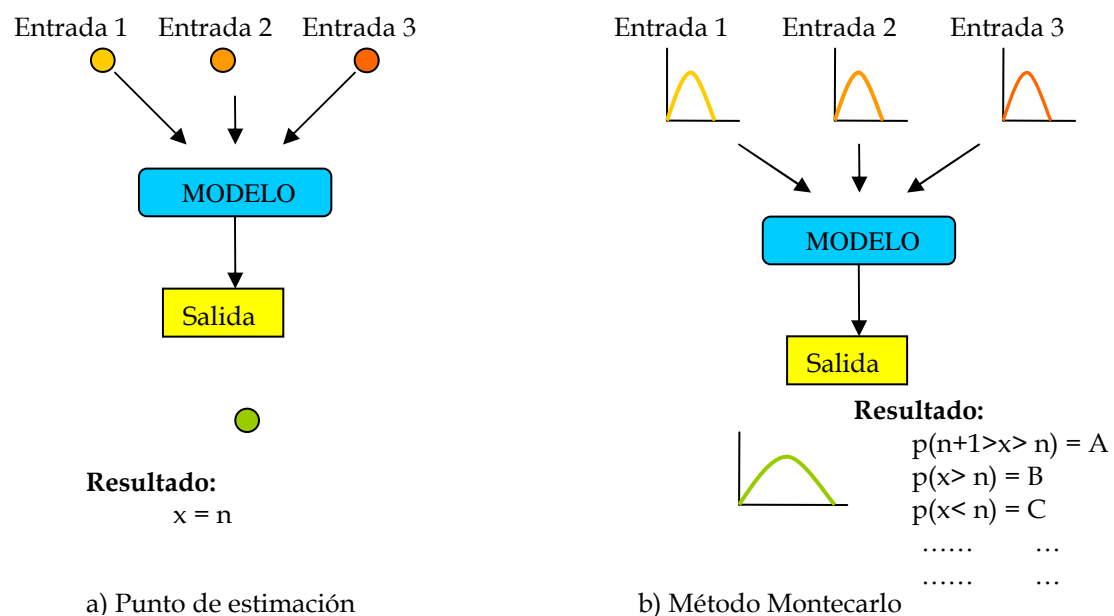 Entrada 1 Entrada 2 Entrada 3
MODELO
Salida
Resultado:
x = n
a) Punto de estimación
Entrada 1 Entrada 2 Entrada 3
MODELO
Salida
Resultado:
p(n+1>x> n) = A
p(x> n) = B
p(x< n) = C
…… …
…… …
b) Método Montecarlo